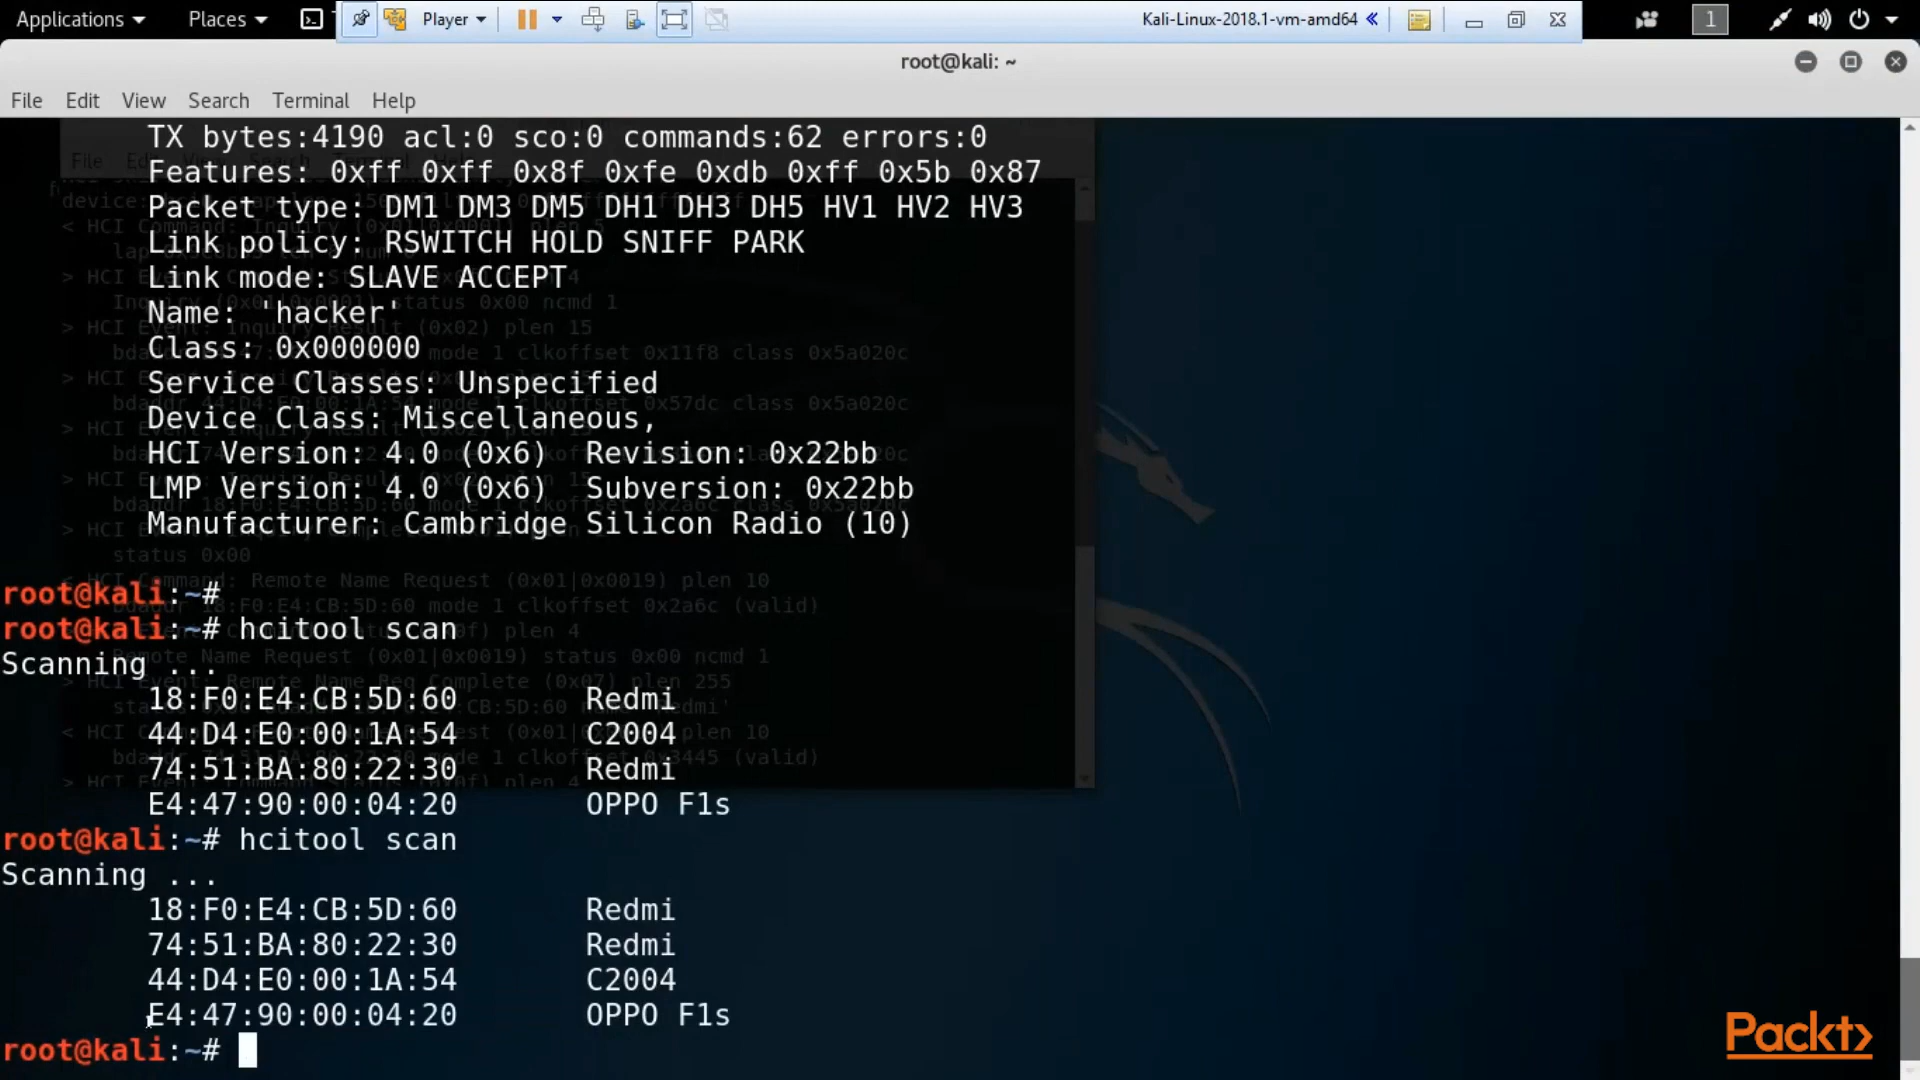 Applications Places Player Kali-Linux-2018.1-vm-amd64 1
root@kali: ~
File Edit View Search Terminal Help
TX bytes:4190 acl:0 sco:0 commands:62 errors:0
Features: 0xff 0xff 0x8f 0xfe 0xdb 0xff 0x5b 0x87
Packet type: DM1 DM3 DM5 DH1 DH3 DH5 HV1 HV2 HV3
Link policy: RSWITCH HOLD SNIFF PARK
Link mode: SLAVE ACCEPT
Name: 'hacker'
Class: 0x000000
Service Classes: Unspecified
Device Class: Miscellaneous,
HCI Version: 4.0 (0x6) Revision: 0x22bb
LMP Version: 4.0 (0x6) Subversion: 0x22bb
Manufacturer: Cambridge Silicon Radio (10)
root@kali:~#
root@kali:~# hcitool scan
Scanning ...
18:F0:E4:CB:5D:60 Redmi
44:D4:E0:00:1A:54 C2004
74:51:BA:80:22:30 Redmi
E4:47:90:00:04:20 OPPO F1s
root@kali:~# hcitool scan
Scanning ...
18:F0:E4:CB:5D:60 Redmi
74:51:BA:80:22:30 Redmi
44:D4:E0:00:1A:54 C2004
E4:47:90:00:04:20 OPPO F1s
root@kali:~#
Packt>